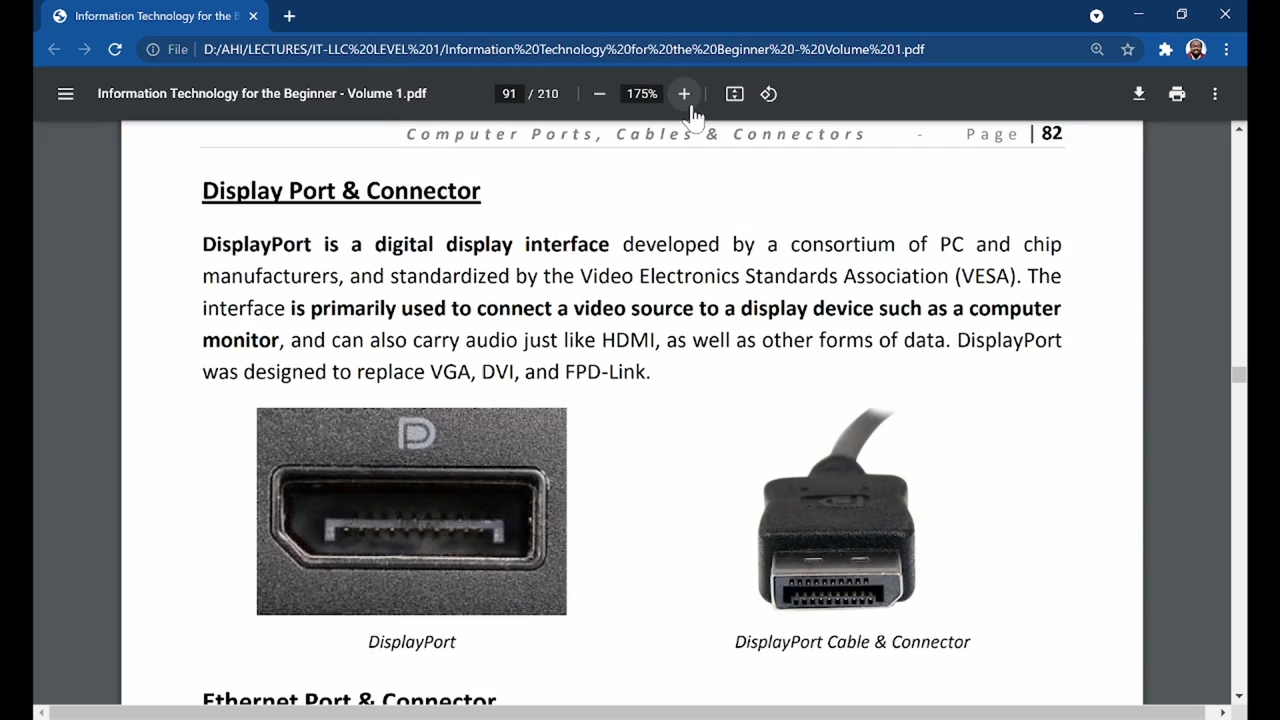 Information Technology for the B
File
D:/AHI/LECTURES/IT-LLC%20LEVEL%201/Information%20Technology%20for%20the%20Beginner%20-%20Volume%201.pdf
Information Technology for the Beginner - Volume 1.pdf
91 / 210
175%
Computer Ports, Cables & Connectors - Page | 82
Display Port & Connector
DisplayPort is a digital display interface developed by a consortium of PC and chip
manufacturers, and standardized by the Video Electronics Standards Association (VESA). The
interface is primarily used to connect a video source to a display device such as a computer
monitor, and can also carry audio just like HDMI, as well as other forms of data. DisplayPort
was designed to replace VGA, DVI, and FPD-Link.
DisplayPort
DisplayPort Cable & Connector
Ethernet Port & Connector